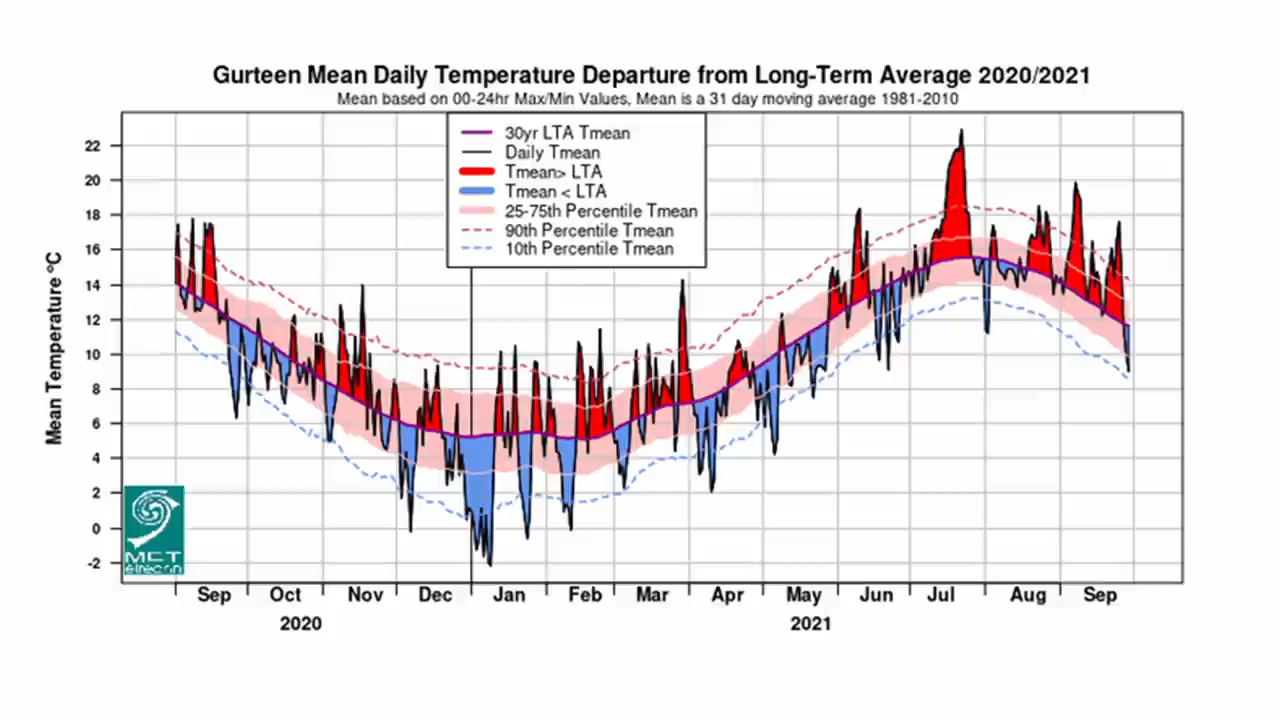 Gurteen Mean Daily Temperature Departure from Long-Term Average 2020/2021
Mean based on 00-24hr Max/Min Values, Mean is a 31 day moving average 1981-2010
30yr LTA Tmean
Daily Tmean
Tmean> LTA
Tmean < LTA
25-75th Percentile Tmean
90th Percentile Tmean
10th Percentile Tmean
Mean Temperature °C
22
20
18
16
14
12
10
8
6
4
2
0
-2
MET
éireann
Sep Oct Nov Dec Jan Feb Mar Apr May Jun Jul Aug Sep
2020 2021